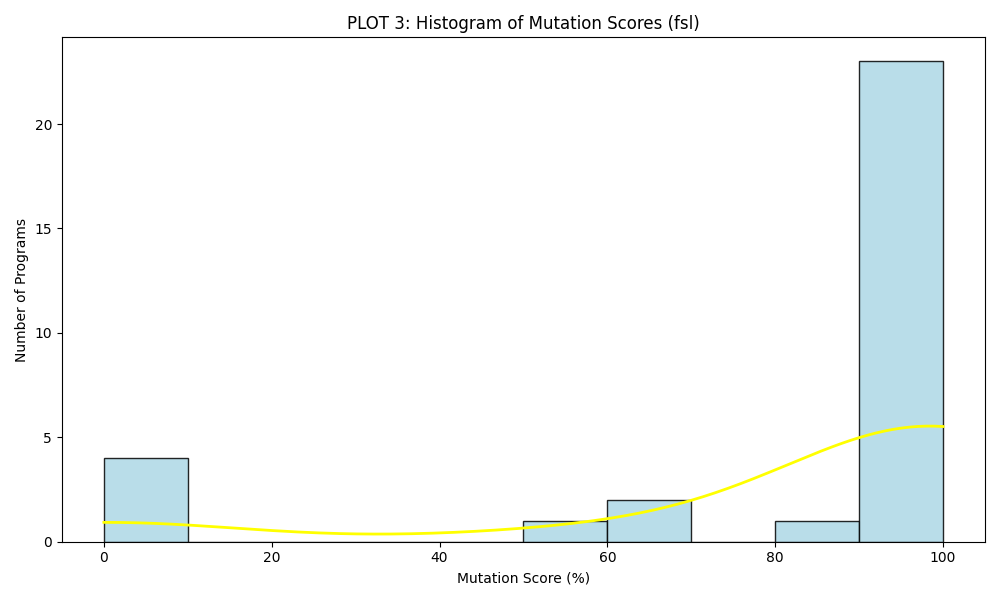 PLOT 3: Histogram of Mutation Scores (fsl)
Number of Programs
20
15
10
5
0
0 20 40 60 80 100
Mutation Score (%)